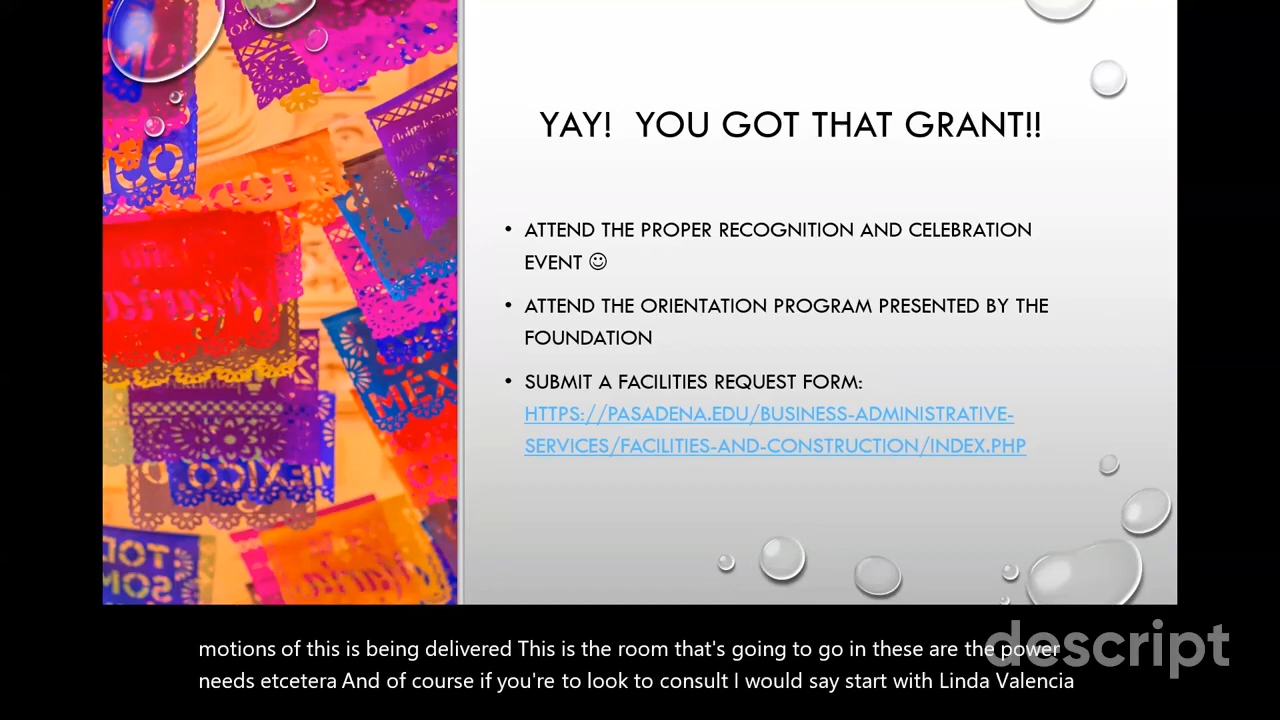 YAY!  YOU GOT THAT GRANT!!
• ATTEND THE PROPER RECOGNITION AND CELEBRATION
EVENT ☺
• ATTEND THE ORIENTATION PROGRAM PRESENTED BY THE
FOUNDATION
• SUBMIT A FACILITIES REQUEST FORM:
HTTPS://PASADENA.EDU/BUSINESS-ADMINISTRATIVE-
SERVICES/FACILITIES-AND-CONSTRUCTION/INDEX.PHP
motions of this is being delivered This is the room that's going to go in these are the power
needs etcetera And of course if you're to look to consult I would say start with Linda Valencia
descript